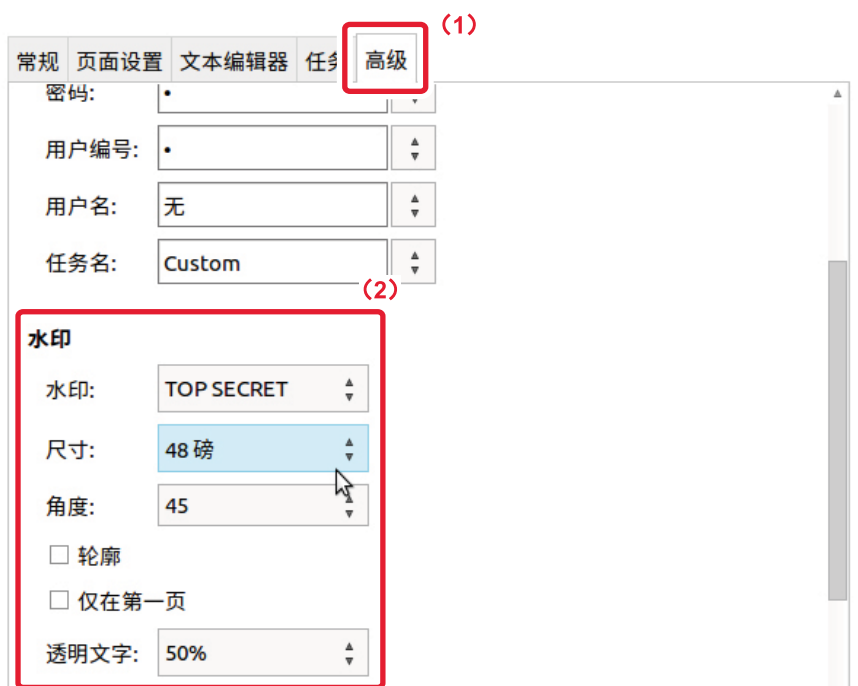 (1)
常规 页面设置 文本编辑器 任务 高级
密码: •
用户编号: •
用户名: 无
任务名: Custom
(2)
水印
水印: TOP SECRET
尺寸: 48 磅
角度: 45
轮廓
仅在第一页
透明文字: 50%